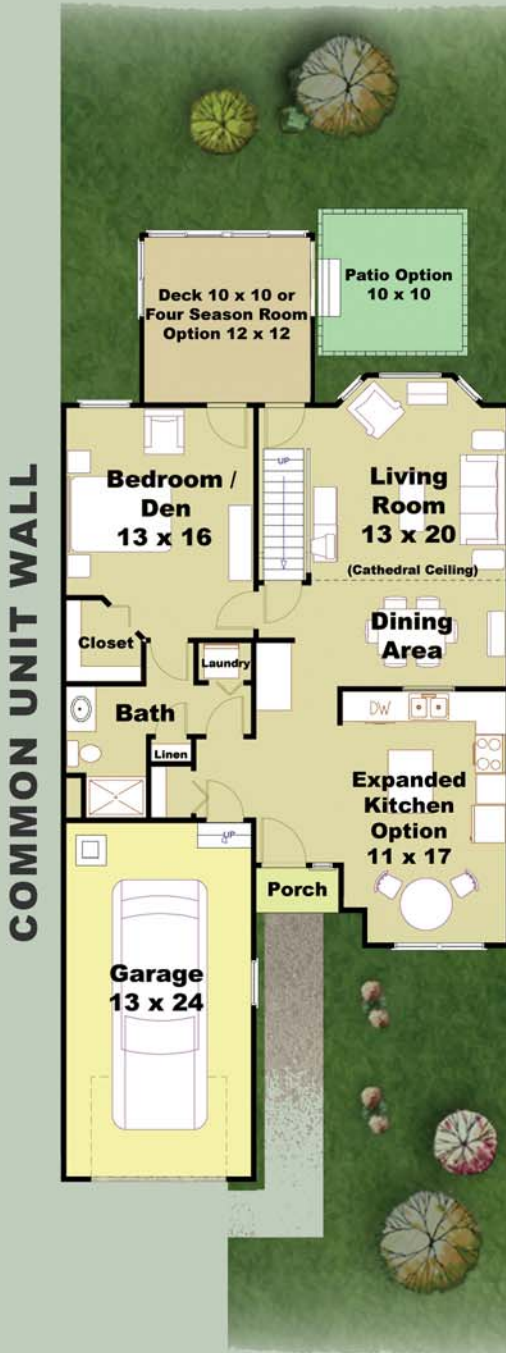 Deck 10 x 10 or
Four Season Room
Option 12 x 12
Patio Option
10 x 10
COMMON UNIT WALL
Bedroom /
Den
13 x 16
UP
Living
Room
13 x 20
(Cathedral Ceiling)
Dining
Area
Closet
Laundry
Bath
Linen
DW
Expanded
Kitchen
Option
11 x 17
UP
Porch
Garage
13 x 24